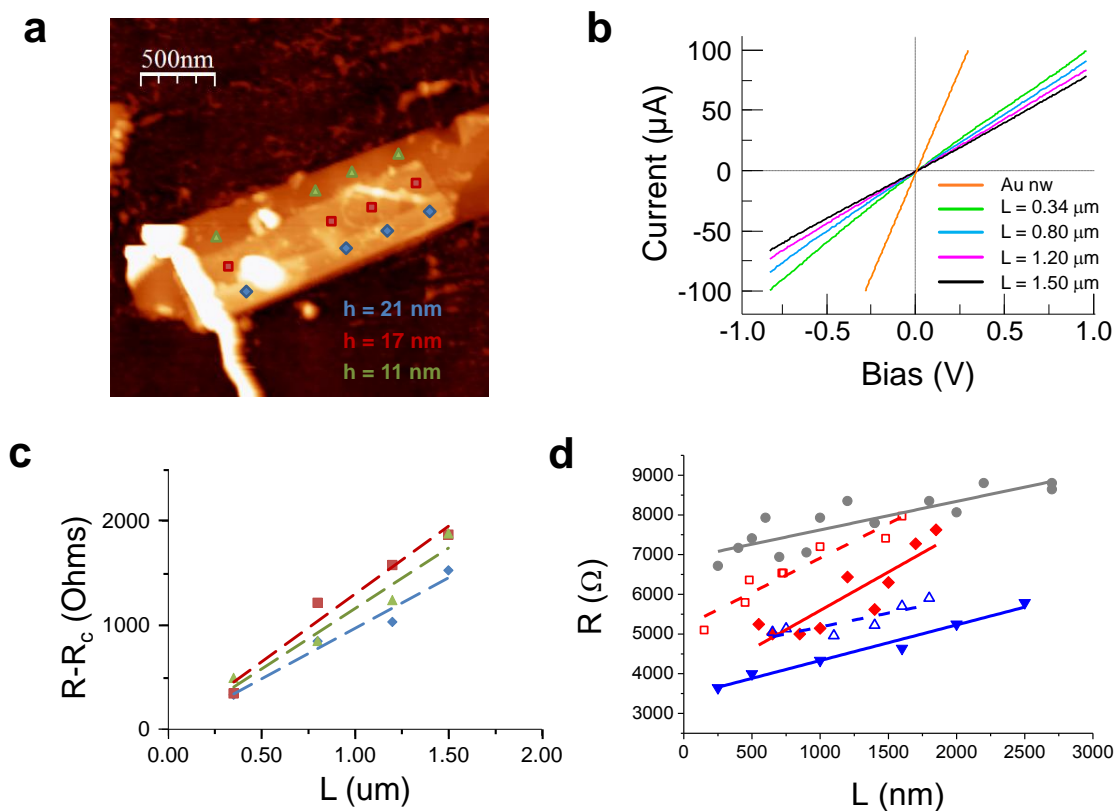 a
500nm
h = 21 nm
h = 17 nm
h = 11 nm
b
100
50
0
-50
-100
Current (µA)
-1.0
-0.5
0.0
0.5
1.0
Bias (V)
Au nw
L = 0.34 µm
L = 0.80 µm
L = 1.20 µm
L = 1.50 µm
c
2000
1000
0
R-Rc (Ohms)
0.00
0.50
1.00
1.50
2.00
L (um)
d
9000
8000
7000
6000
5000
4000
3000
R (Ω)
0
500
1000
1500
2000
2500
3000
L (nm)